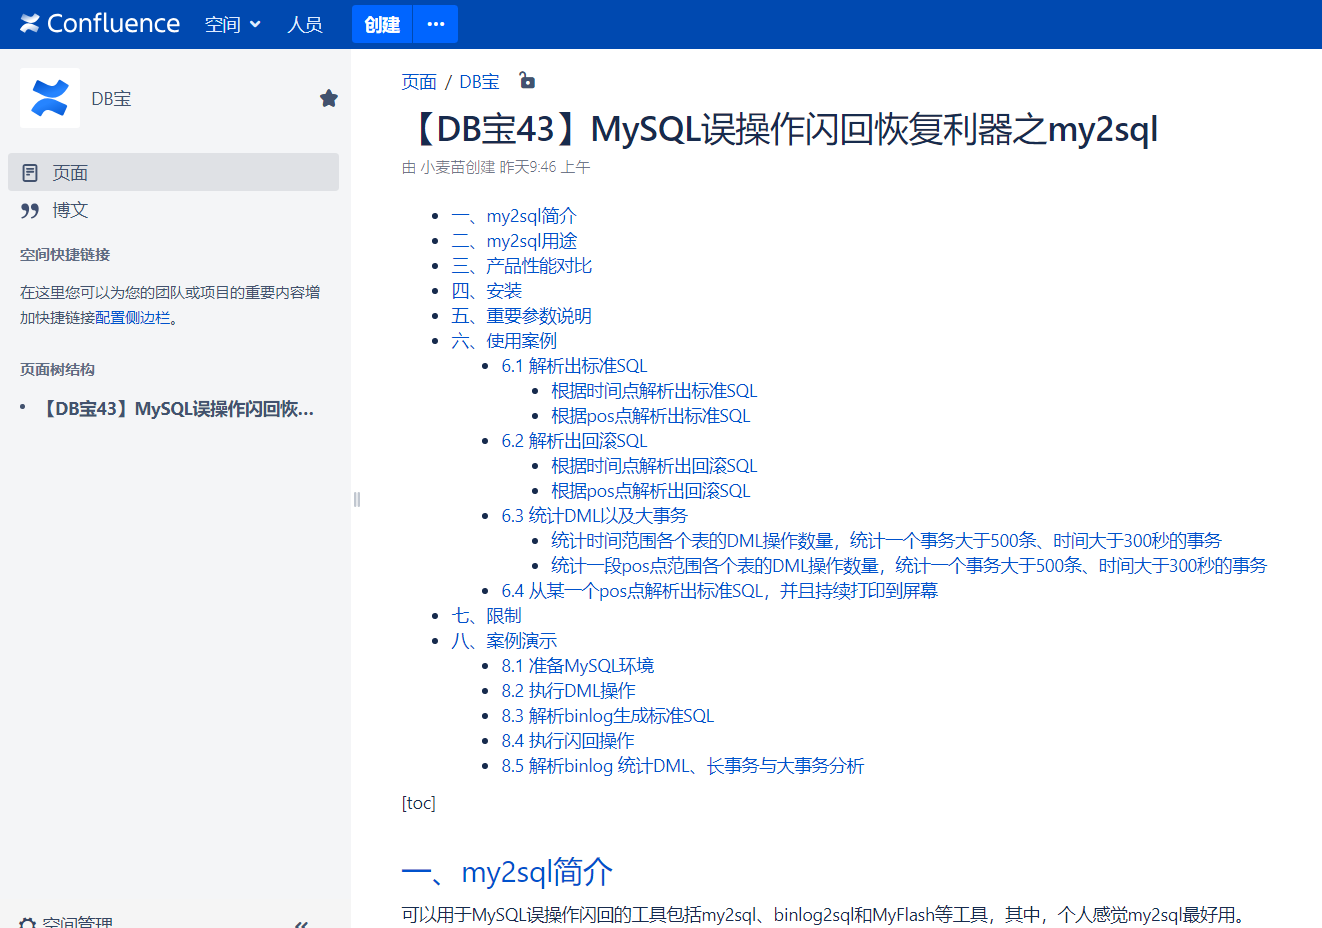 Confluence 空间 人员 创建 ···
DB宝
页面
博文
空间快捷链接
在这里您可以为您的团队或项目的重要内容增
加快捷链接配置侧边栏。
页面树结构
【DB宝43】MySQL误操作闪回恢...
空间管理
页面 / DB宝
【DB宝43】MySQL误操作闪回恢复利器之my2sql
由 小麦苗创建 昨天9:46 上午
一、my2sql简介
二、my2sql用途
三、产品性能对比
四、安装
五、重要参数说明
六、使用案例
6.1 解析出标准SQL
根据时间点解析出标准SQL
根据pos点解析出标准SQL
6.2 解析出回滚SQL
根据时间点解析出回滚SQL
根据pos点解析出回滚SQL
6.3 统计DML以及大事务
统计时间范围各个表的DML操作数量，统计一个事务大于500条、时间大于300秒的事务
统计一段pos点范围各个表的DML操作数量，统计一个事务大于500条、时间大于300秒的事务
6.4 从某一个pos点解析出标准SQL，并且持续打印到屏幕
七、限制
八、案例演示
8.1 准备MySQL环境
8.2 执行DML操作
8.3 解析binlog生成标准SQL
8.4 执行闪回操作
8.5 解析binlog 统计DML、长事务与大事务分析
[toc]
一、my2sql简介
可以用于MySQL误操作闪回的工具包括my2sql、binlog2sql和MyFlash等工具，其中，个人感觉my2sql最好用。